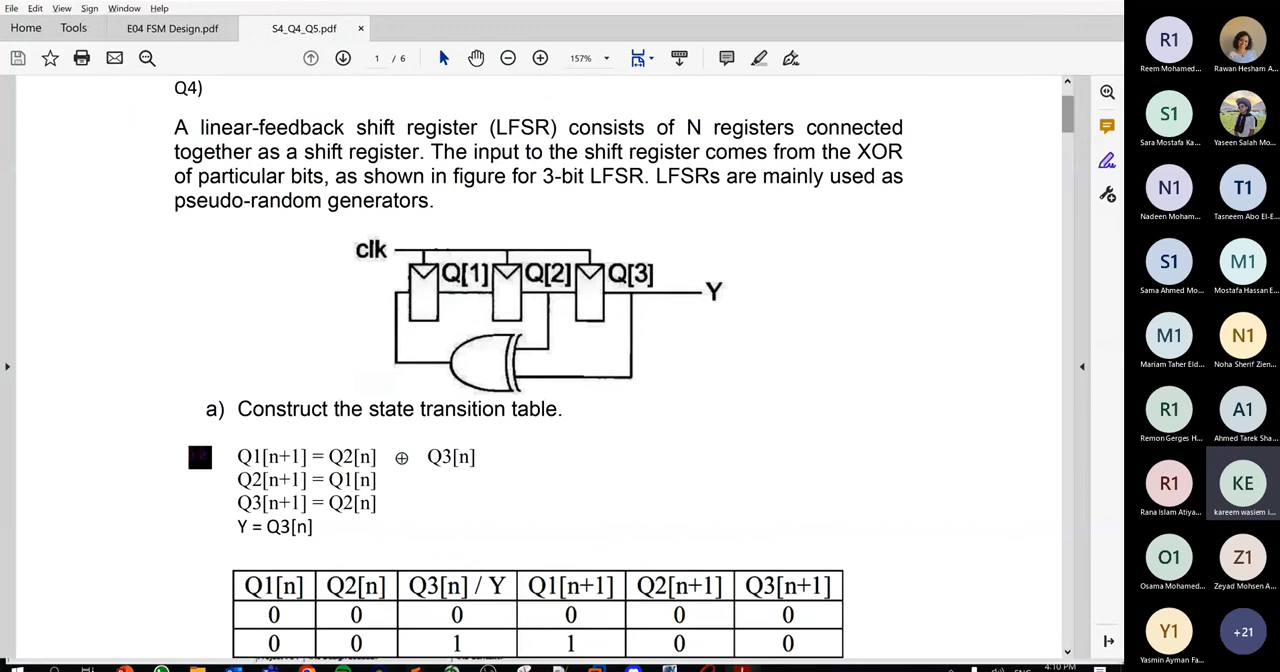 File Edit View Sign Window Help
Home Tools E04 FSM Design.pdf S4_Q4_Q5.pdf ×
1 / 6 157%
Q4)
A linear-feedback shift register (LFSR) consists of N registers connected
together as a shift register. The input to the shift register comes from the XOR
of particular bits, as shown in figure for 3-bit LFSR. LFSRs are mainly used as
pseudo-random generators.
clk
Q[1] Q[2] Q[3]
Y
a) Construct the state transition table.
Q1[n+1] = Q2[n] ⊕ Q3[n]
Q2[n+1] = Q1[n]
Q3[n+1] = Q2[n]
Y = Q3[n]
Q1[n] Q2[n] Q3[n] / Y Q1[n+1] Q2[n+1] Q3[n+1]
0 0 0 0 0 0
0 0 1 1 0 0
R1
Reem Mohamed... Rawan Hesham A...
S1
Sara Mostafa Ka... Yaseen Salah Mo...
N1 T1
Nadeen Moham... Tasneem Abo El-E...
S1 M1
Sama Ahmed Mo... Mostafa Hassan E...
M1 N1
Mariam Taher Eld... Noha Sherif Zien...
R1 A1
Remon Gerges H... Ahmed Tarek Sha...
R1 KE
Rana Islam Atiya... kareem wasiem i...
O1 Z1
Osama Mohamed... Zeyad Mohsen A...
Y1 +21
Yasmin Ayman Fa...
ENG 4:10 PM